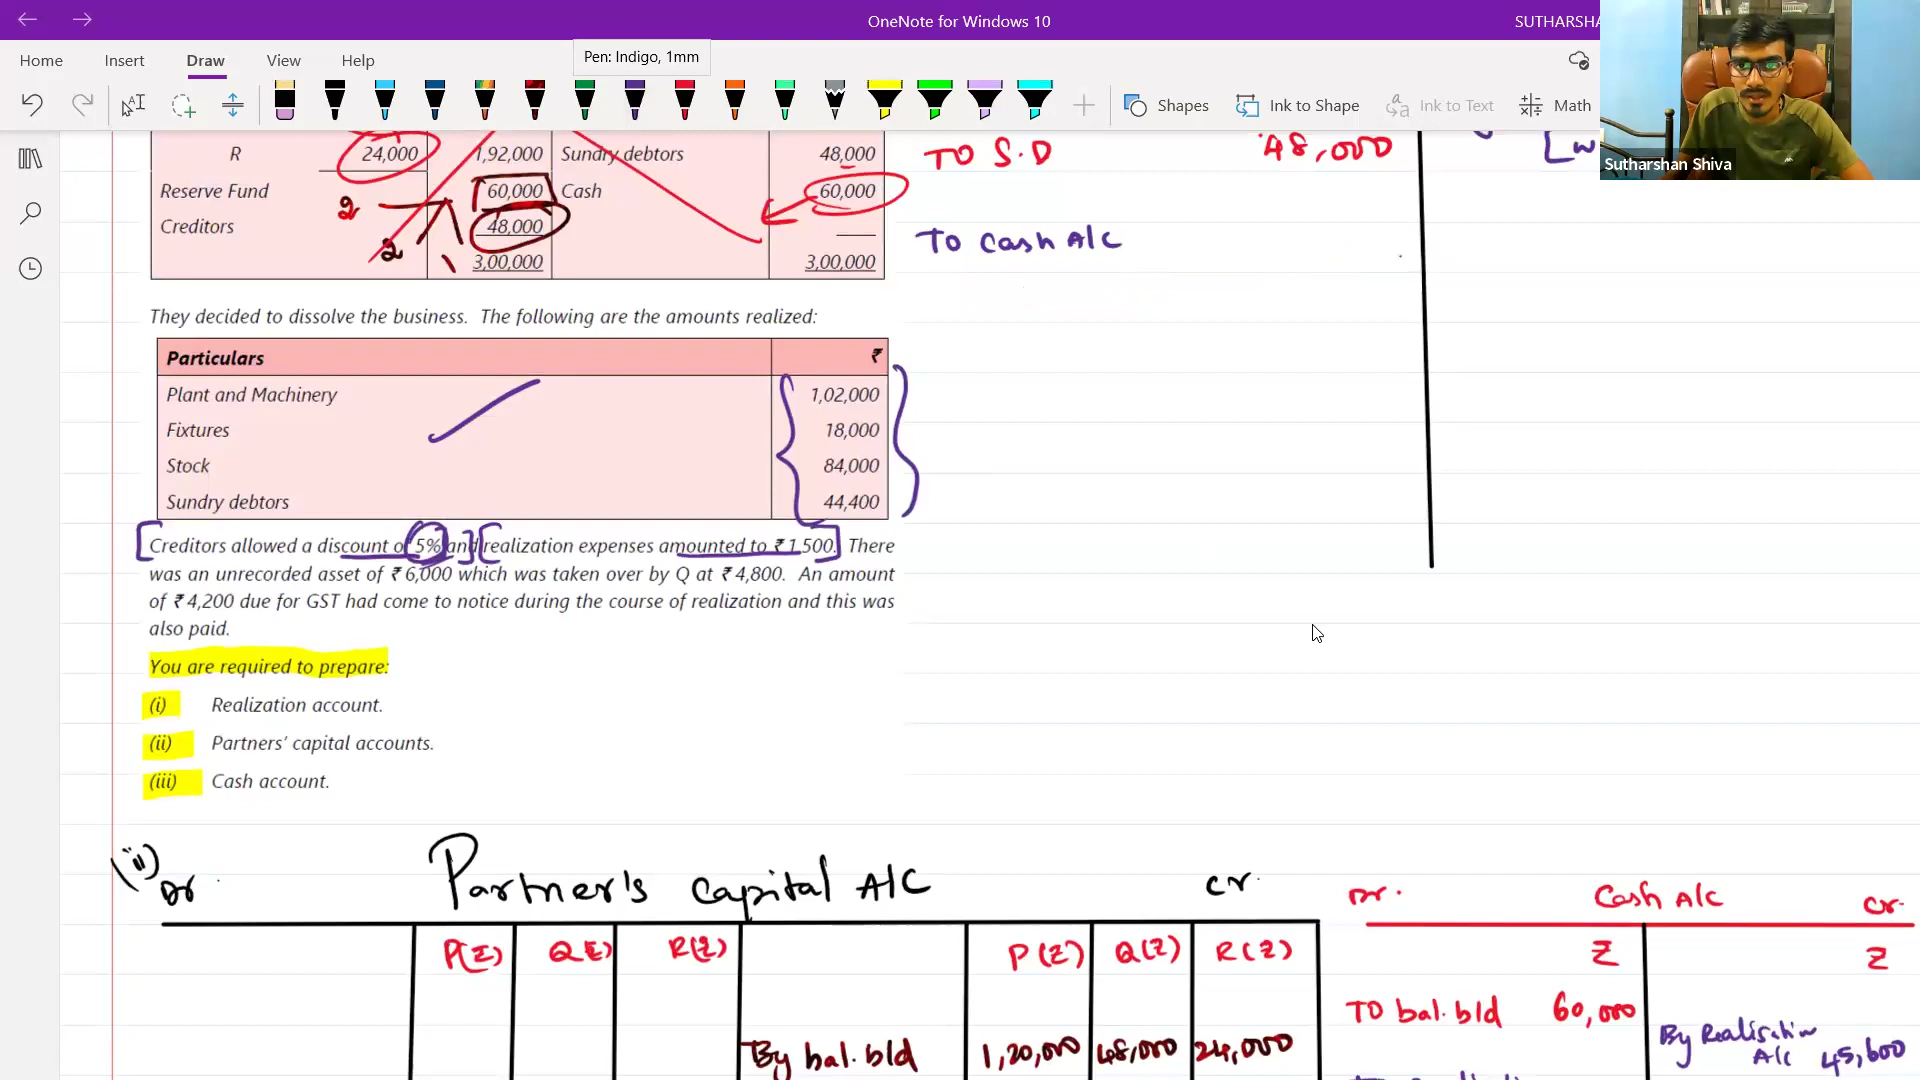 OneNote for Windows 10
SUTHARSHA
Home Insert Draw View Help
Pen: Indigo, 1mm
Shapes Ink to Shape Ink to Text Math
Sutharshan Shiva
R 24,000 1,92,000 Sundry debtors 48,000
Reserve Fund 60,000 Cash 60,000
Creditors 48,000
3,00,000 3,00,000
2
2
TO S.D 48,000
To cash A/c
They decided to dissolve the business. The following are the amounts realized:
Particulars ₹
Plant and Machinery 1,02,000
Fixtures 18,000
Stock 84,000
Sundry debtors 44,400
Creditors allowed a discount of 5% and realization expenses amounted to ₹ 1,500. There
was an unrecorded asset of ₹ 6,000 which was taken over by Q at ₹ 4,800. An amount
of ₹ 4,200 due for GST had come to notice during the course of realization and this was
also paid.
You are required to prepare:
(i) Realization account.
(ii) Partners' capital accounts.
(iii) Cash account.
(ii) Dr Partner's capital A/c cr.
P(₹) Q(₹) R(₹) P(₹) Q(₹) R(₹)
By bal. b/d 1,20,000 48,000 24,000
Dr. Cash A/c cr.
₹ ₹
TO bal. b/d 60,000
By Realisation
A/c 45,600